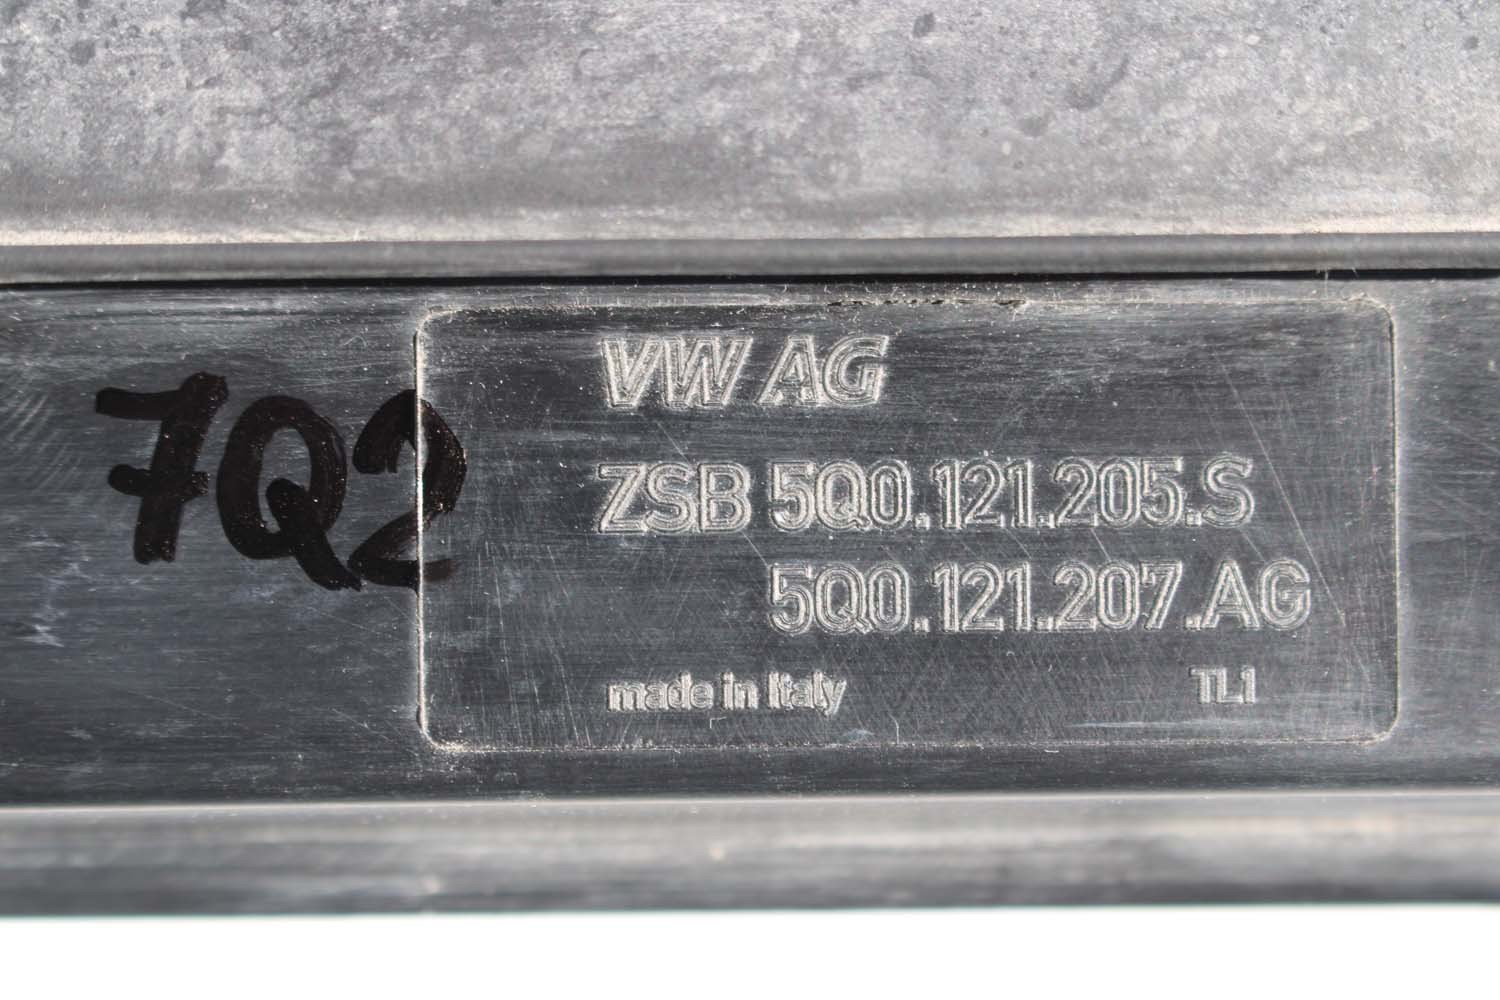 7Q2
VW AG
ZSB 5Q0.121.205.S
5Q0.121.207.AG
made in Italy TL1